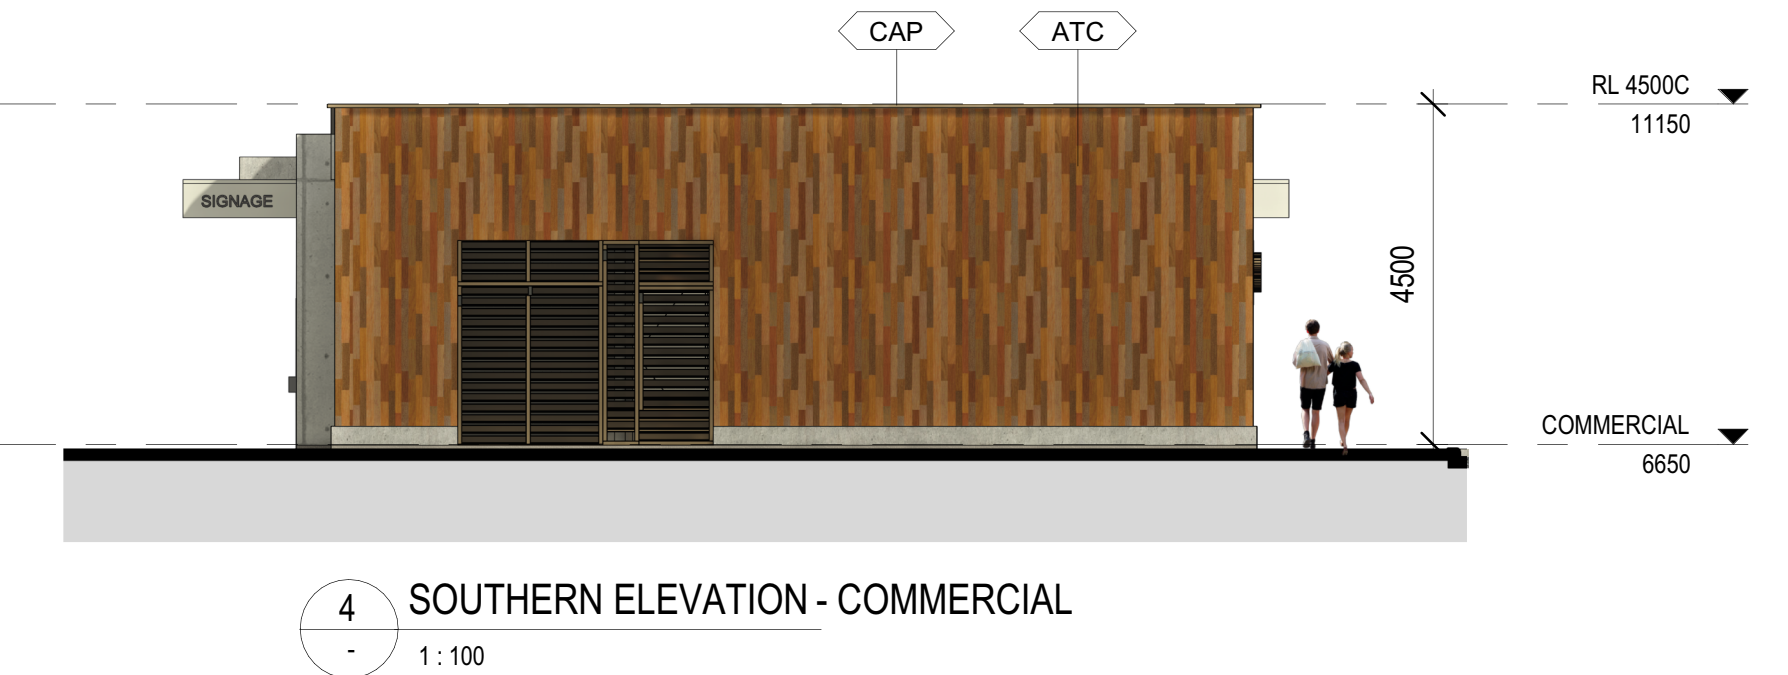 CAP
ATC
RL 4500C
11150
SIGNAGE
4500
COMMERCIAL
6650
4
SOUTHERN ELEVATION - COMMERCIAL
-
1 : 100